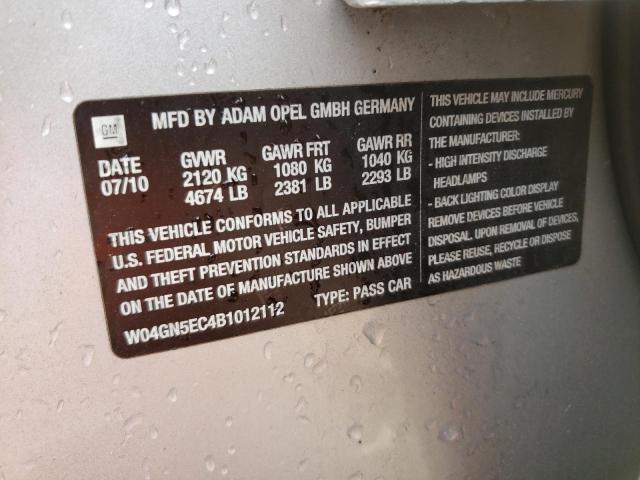 GM
MFD BY ADAM OPEL GMBH GERMANY
DATE GVWR GAWR FRT GAWR RR
07/10 2120 KG 1080 KG 1040 KG
4674 LB 2381 LB 2293 LB
THIS VEHICLE CONFORMS TO ALL APPLICABLE
U.S. FEDERAL MOTOR VEHICLE SAFETY, BUMPER
AND THEFT PREVENTION STANDARDS IN EFFECT
ON THE DATE OF MANUFACTURE SHOWN ABOVE
W04GN5EC4B1012112 TYPE: PASS CAR
THIS VEHICLE MAY INCLUDE MERCURY
CONTAINING DEVICES INSTALLED BY
THE MANUFACTURER:
- HIGH INTENSITY DISCHARGE
HEADLAMPS
- BACK LIGHTING COLOR DISPLAY
REMOVE DEVICES BEFORE VEHICLE
DISPOSAL. UPON REMOVAL OF DEVICES,
PLEASE REUSE, RECYCLE OR DISPOSE
AS HAZARDOUS WASTE